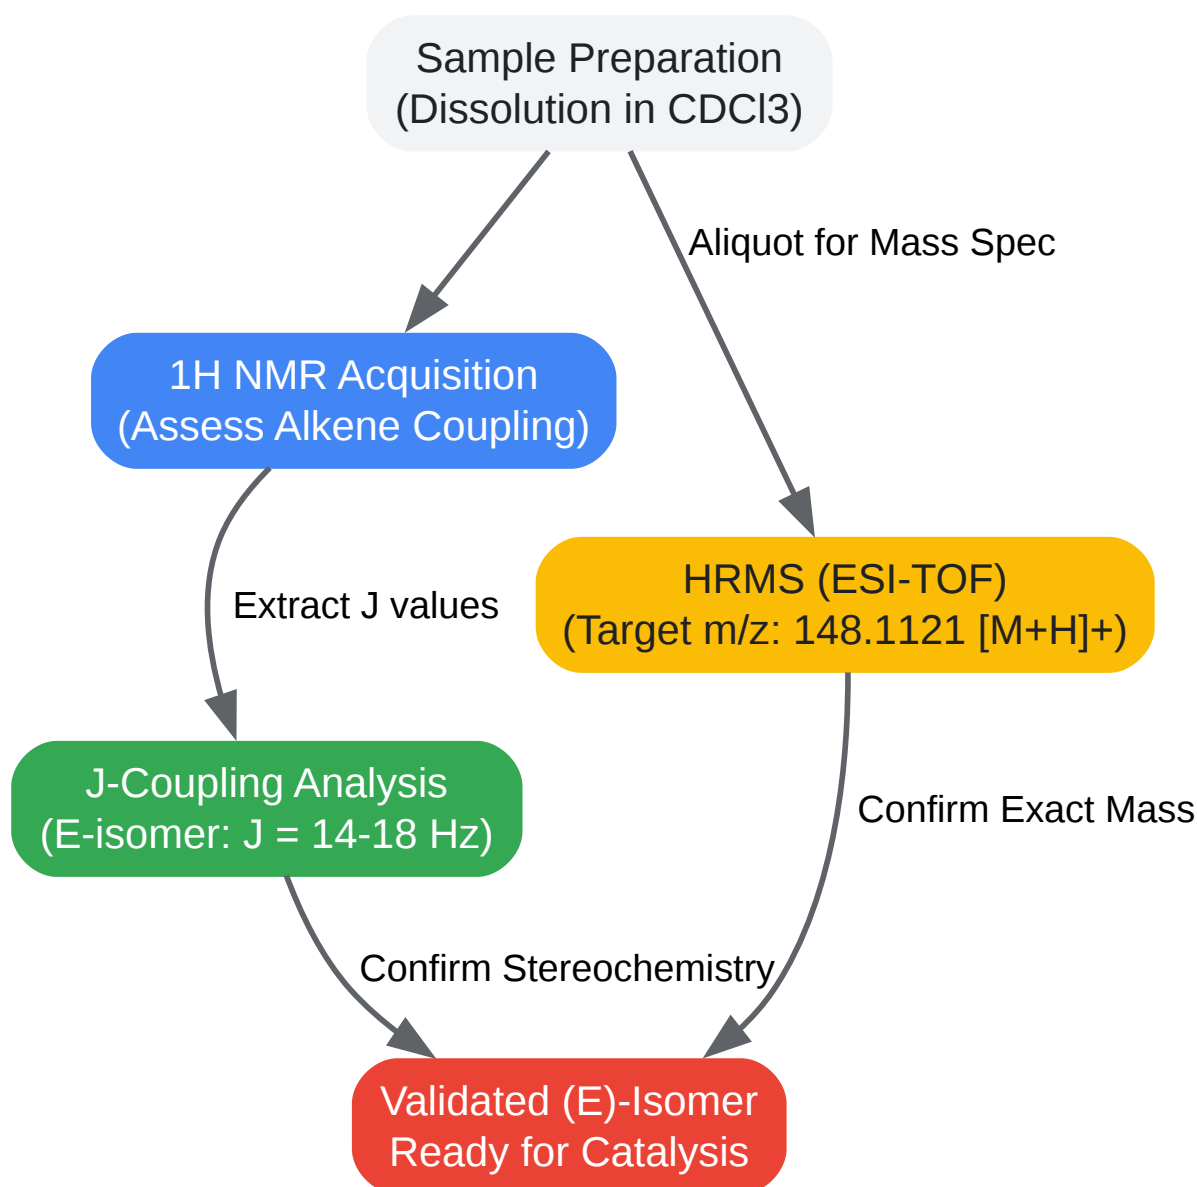 Sample Preparation
(Dissolution in CDCl3)
Aliquot for Mass Spec
1H NMR Acquisition
(Assess Alkene Coupling)
Extract J values
HRMS (ESI-TOF)
(Target m/z: 148.1121 [M+H]+)
J-Coupling Analysis
(E-isomer: J = 14-18 Hz)
Confirm Exact Mass
Confirm Stereochemistry
Validated (E)-Isomer
Ready for Catalysis